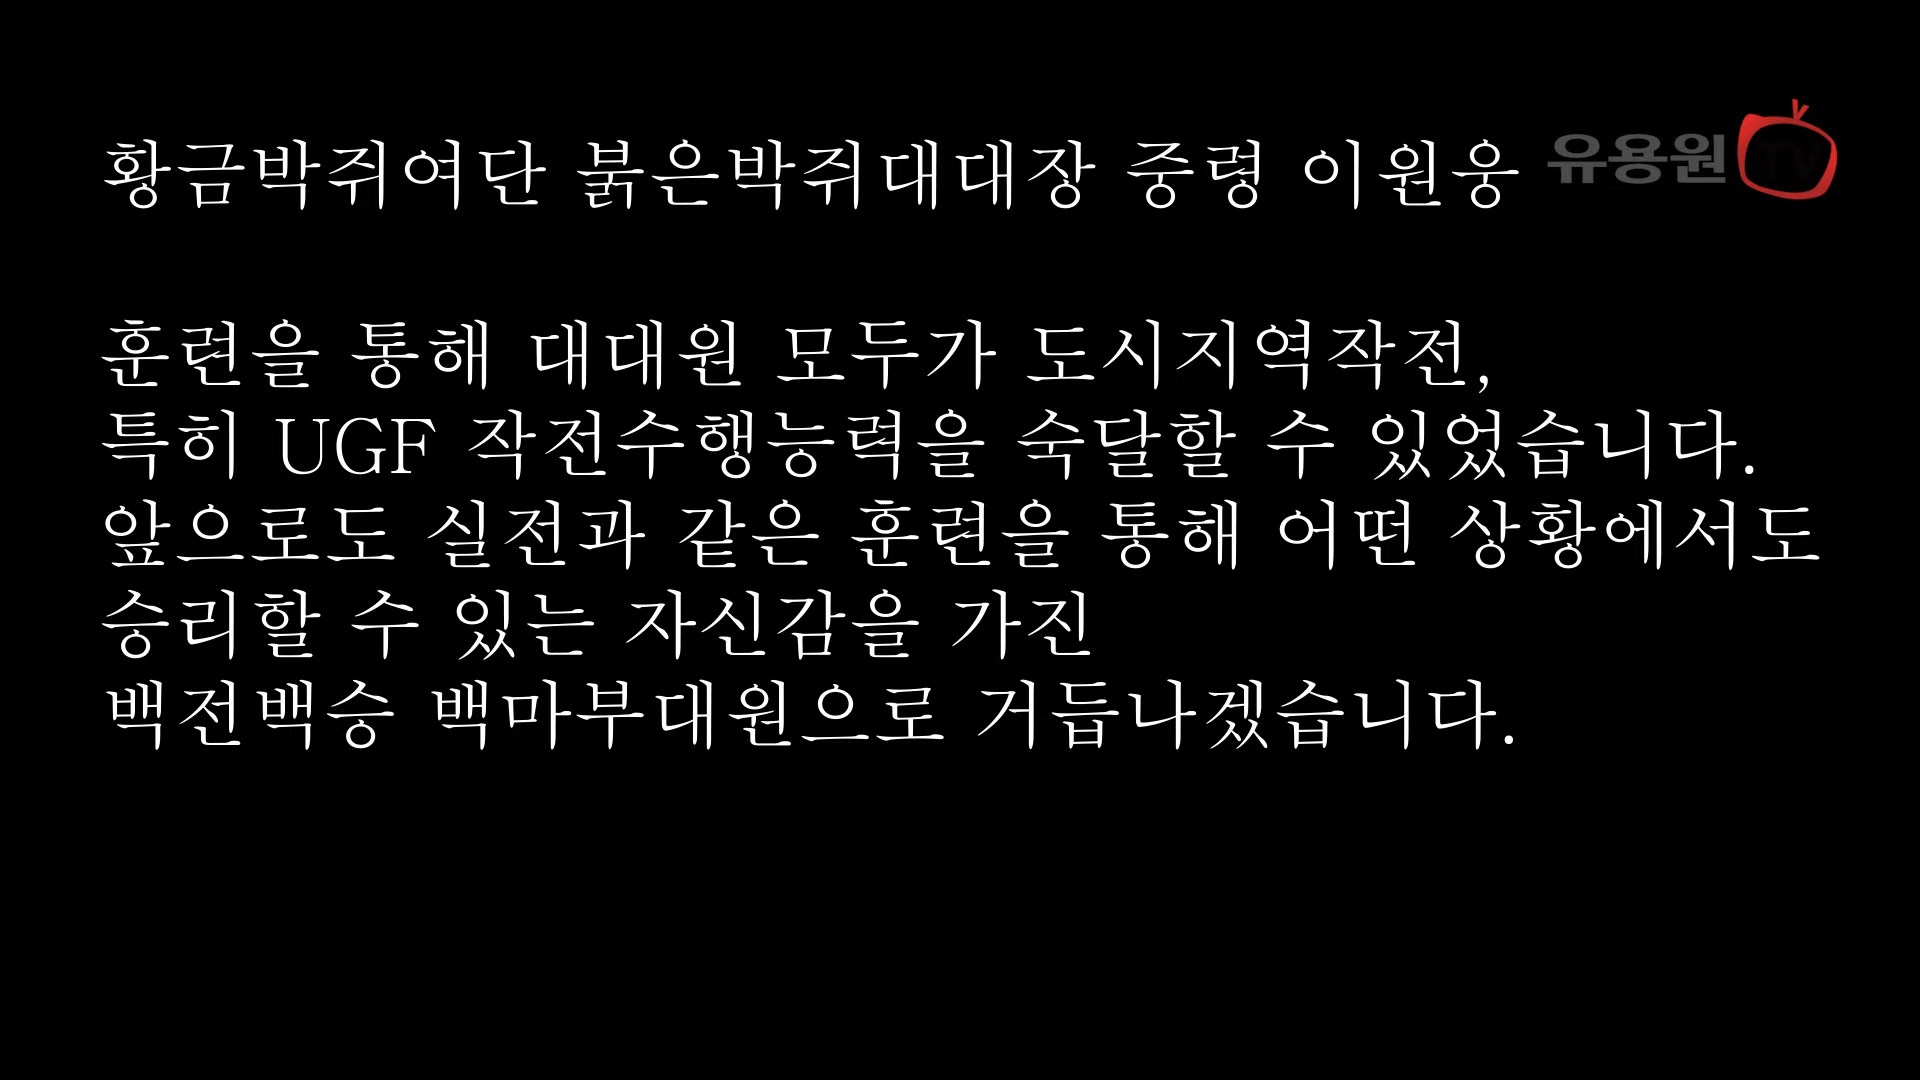 황금박쥐여단 붉은박쥐대대장 중령 이원웅
유용원 TV
훈련을 통해 대대원 모두가 도시지역작전,
특히 UGF 작전수행능력을 숙달할 수 있었습니다.
앞으로도 실전과 같은 훈련을 통해 어떤 상황에서도
승리할 수 있는 자신감을 가진
백전백승 백마부대원으로 거듭나겠습니다.